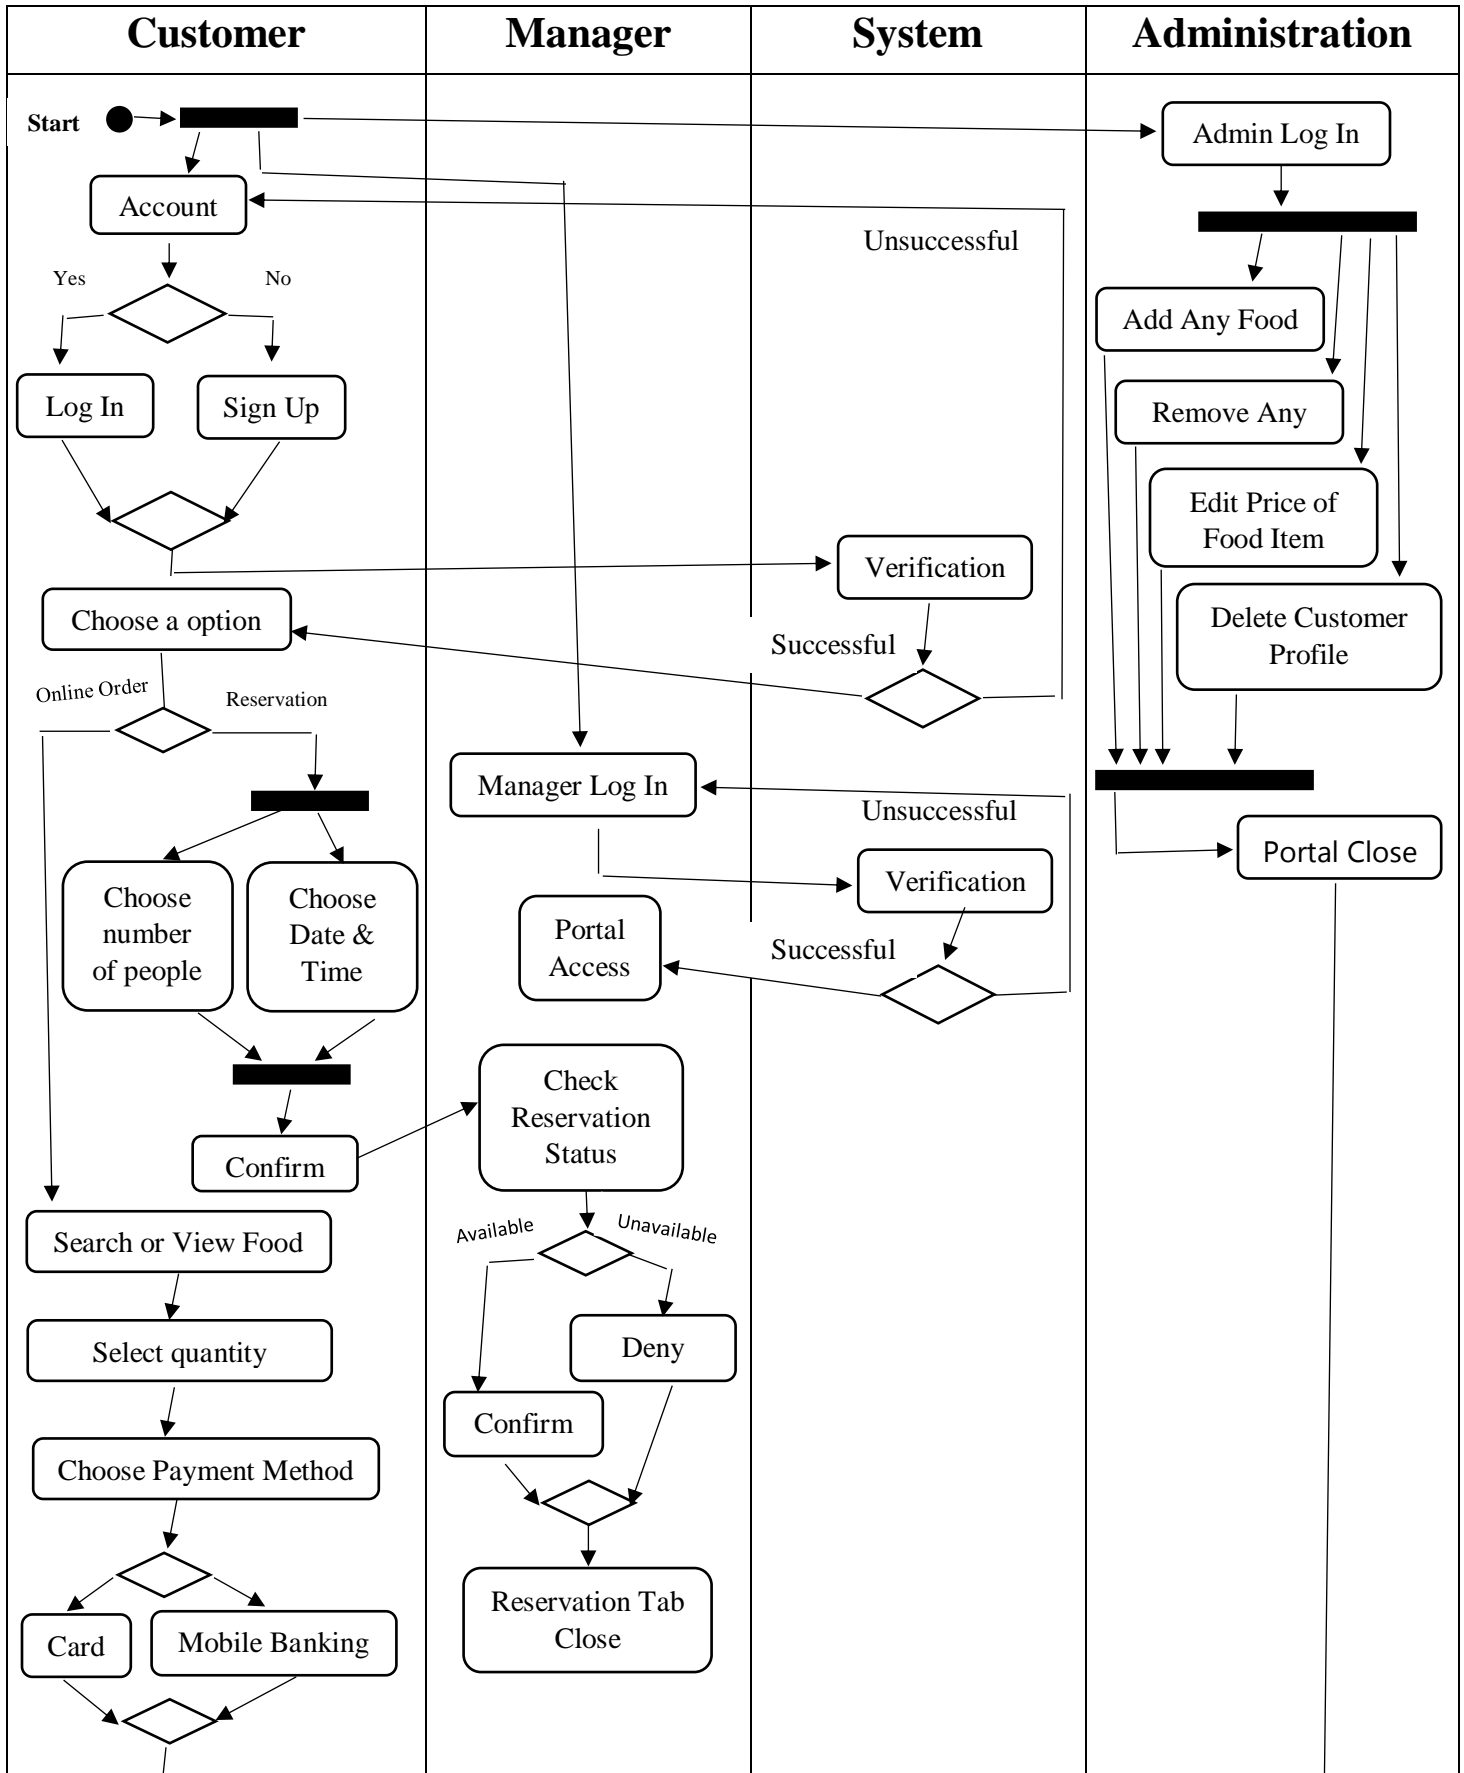 Customer
Manager
System
Administration
Start
Admin Log In
Account
Unsuccessful
Yes
No
Add Any Food
Log In
Sign Up
Remove Any
Edit Price of
Food Item
Verification
Choose a option
Successful
Delete Customer
Profile
Online Order
Reservation
Manager Log In
Unsuccessful
Portal Close
Choose
number
of people
Choose
Date &
Time
Verification
Portal
Access
Successful
Check
Reservation
Status
Confirm
Available
Unavailable
Search or View Food
Select quantity
Deny
Confirm
Choose Payment Method
Reservation Tab
Close
Card
Mobile Banking